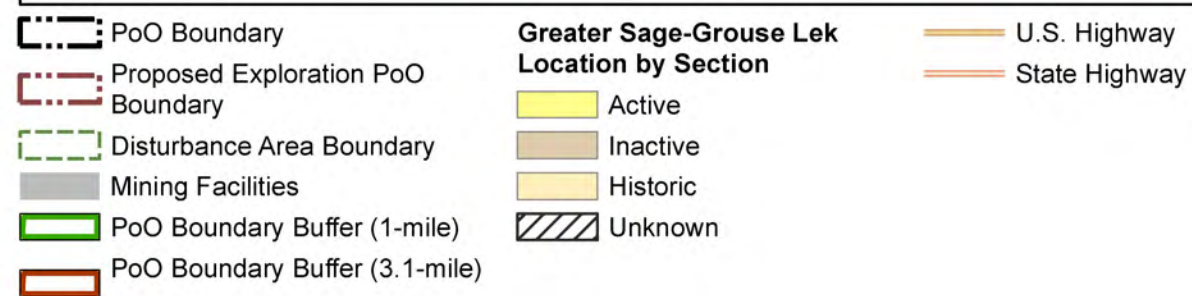 PoO Boundary
Proposed Exploration PoO
Boundary
Disturbance Area Boundary
Mining Facilities
PoO Boundary Buffer (1-mile)
PoO Boundary Buffer (3.1-mile)
Greater Sage-Grouse Lek
Location by Section
Active
Inactive
Historic
Unknown
U.S. Highway
State Highway